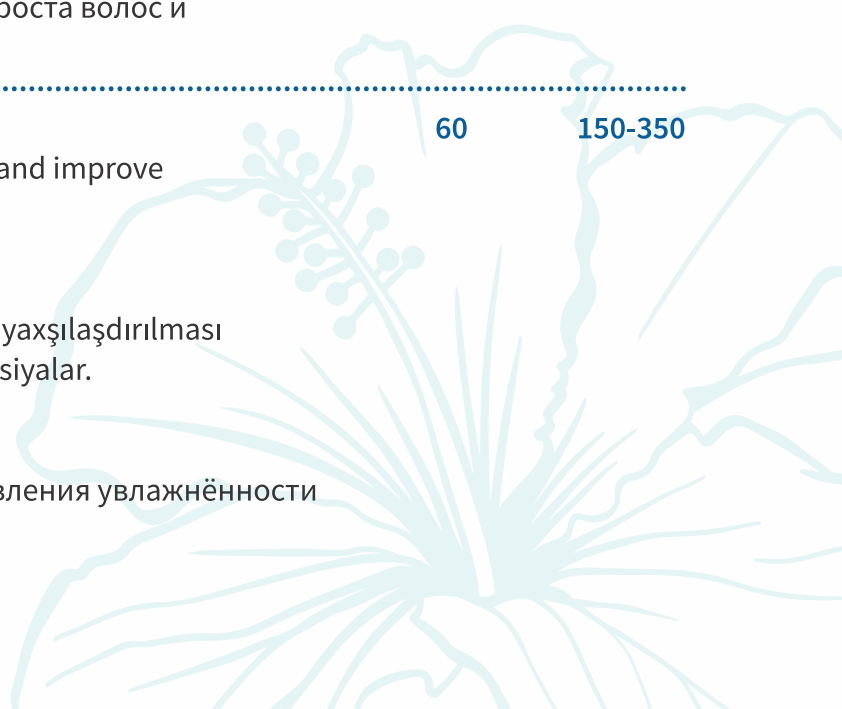 роста волос и
60 150-350
and improve
yaxşılaşdırılması
siyalar.
вления увлажнённости